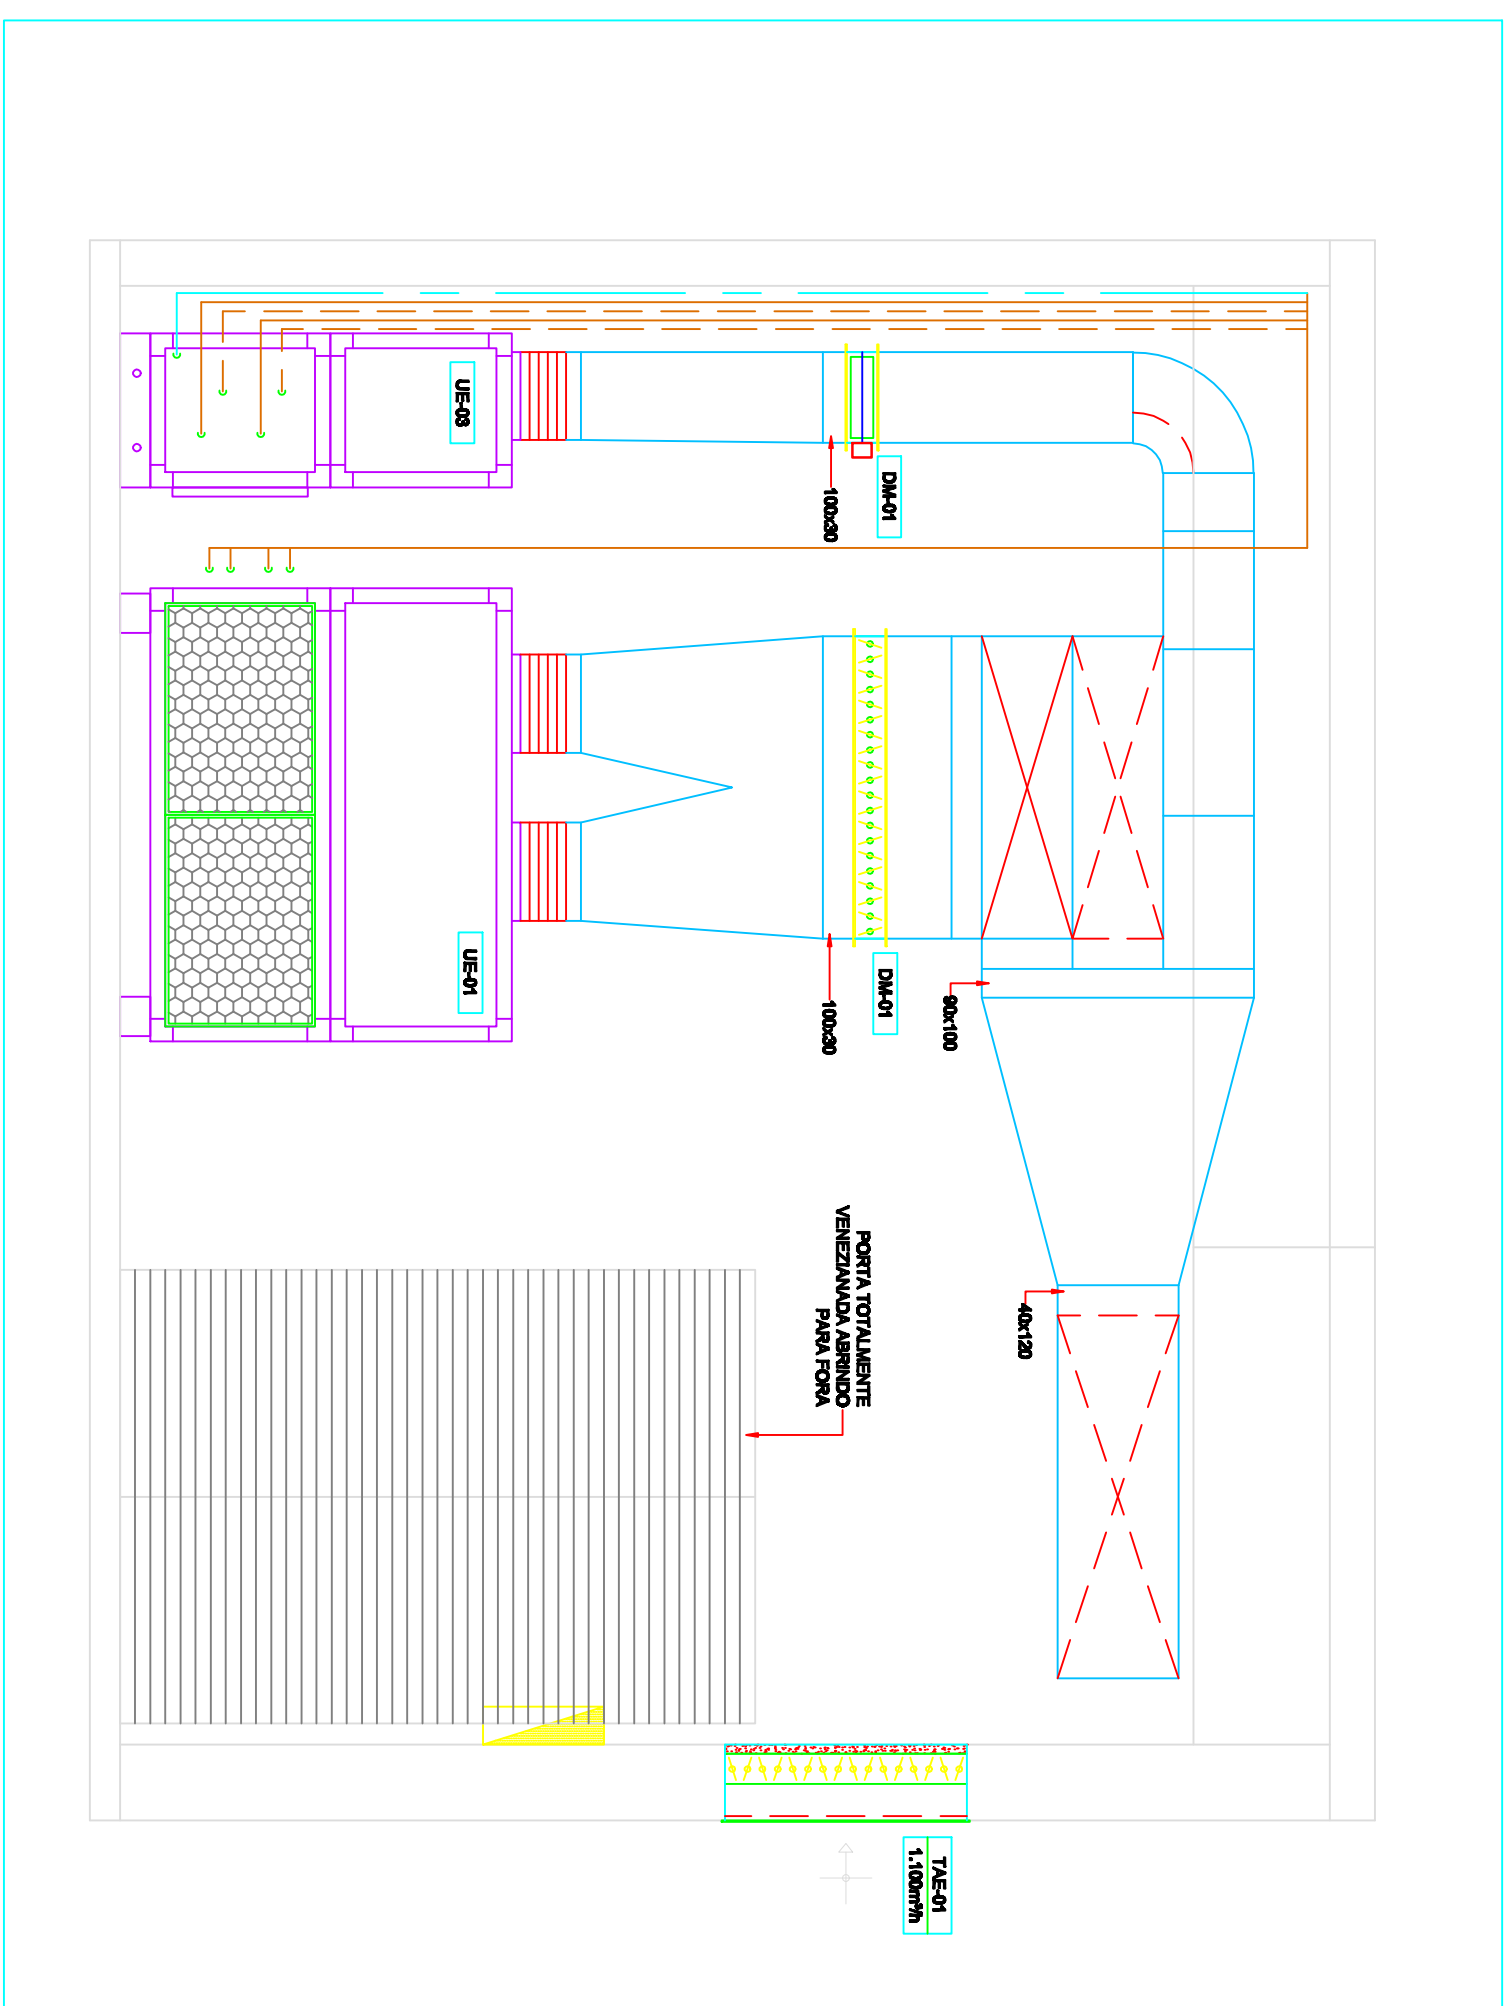 UE-03
DM-01
100x30
UE-01
DM-01
100x30
90x100
40x120
PORTA TOTALMENTE
VENEZIANADA ABRINDO
PARA FORA
TAE-01
1.100m³/h